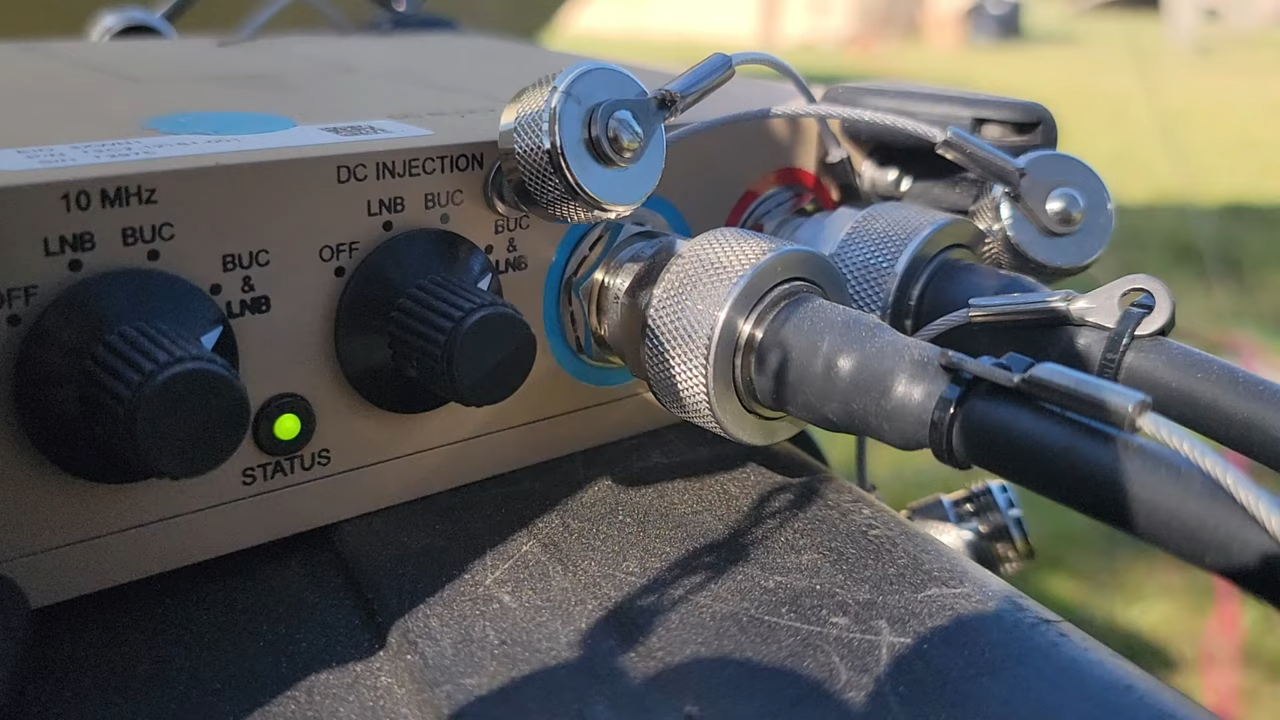 10 MHz
LNB BUC
OFF
BUC
&
LNB
DC INJECTION
LNB BUC
OFF
BUC
&
LNB
STATUS